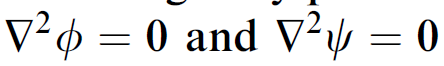 ∇²ϕ = 0 and ∇²ψ = 0